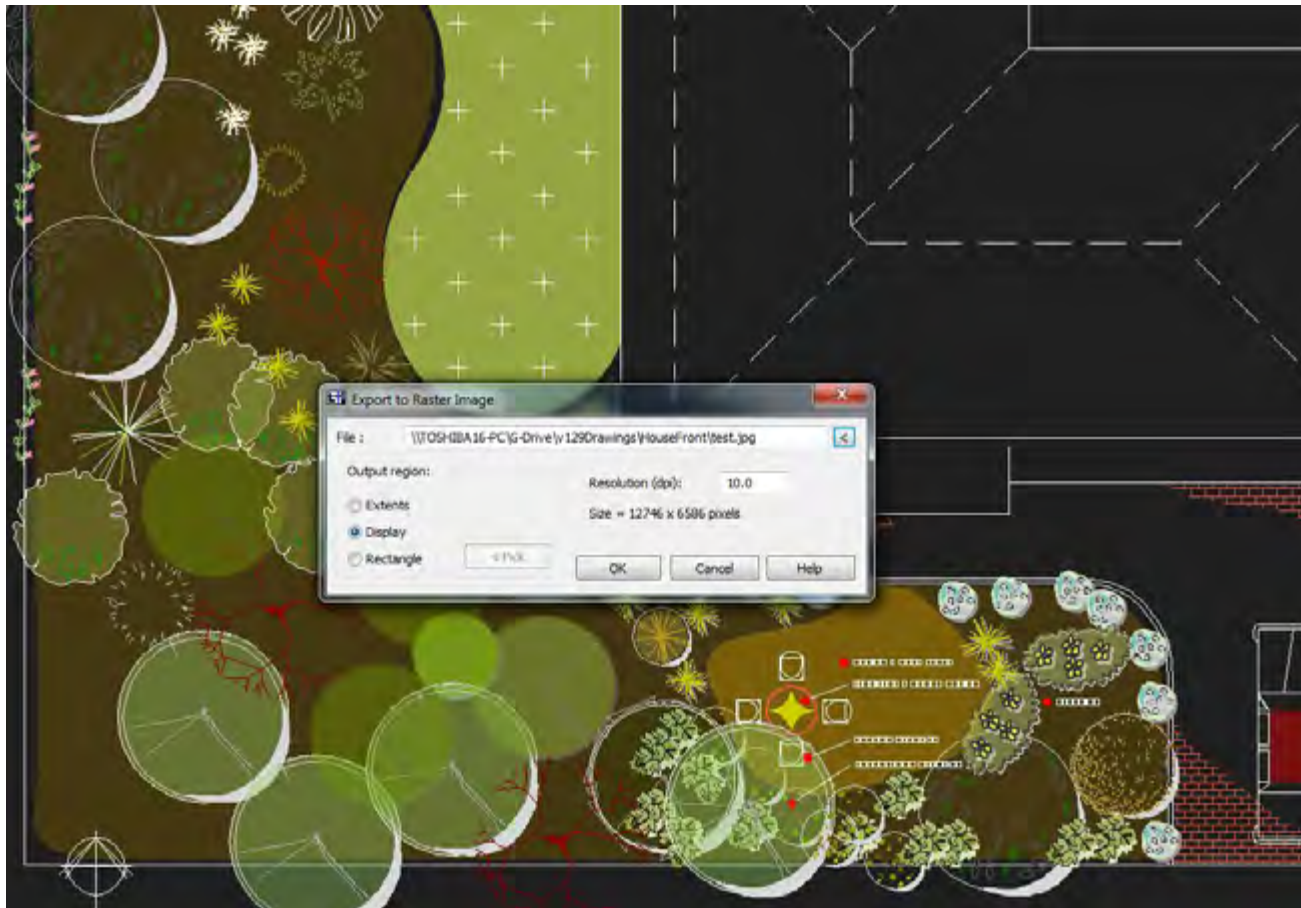 Export to Raster Image
File : \\TOSHIBA16-PC\G-Drive\v129Drawings\HouseFront\test.jpg <
Output region:
Resolution (dpi): 10.0
Extents
Size = 12746 x 6586 pixels
Display
Rectangle < Pick
OK Cancel Help